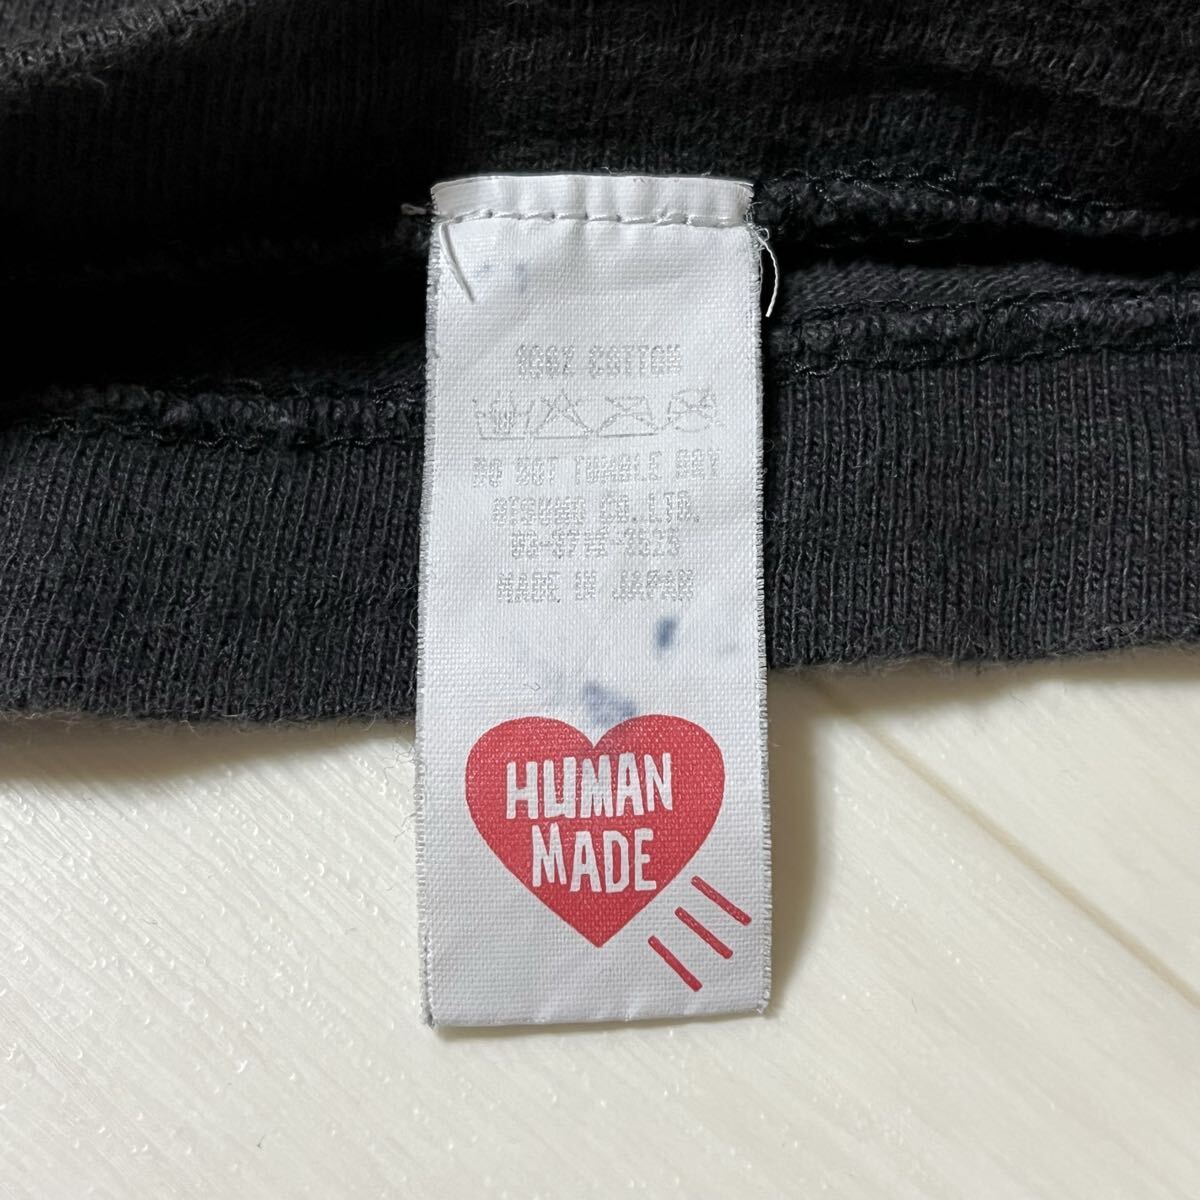 100% COTTON
DO NOT TUMBLE DRY
OTSUMO CO.,LTD.
MADE IN JAPAN
HUMAN
MADE